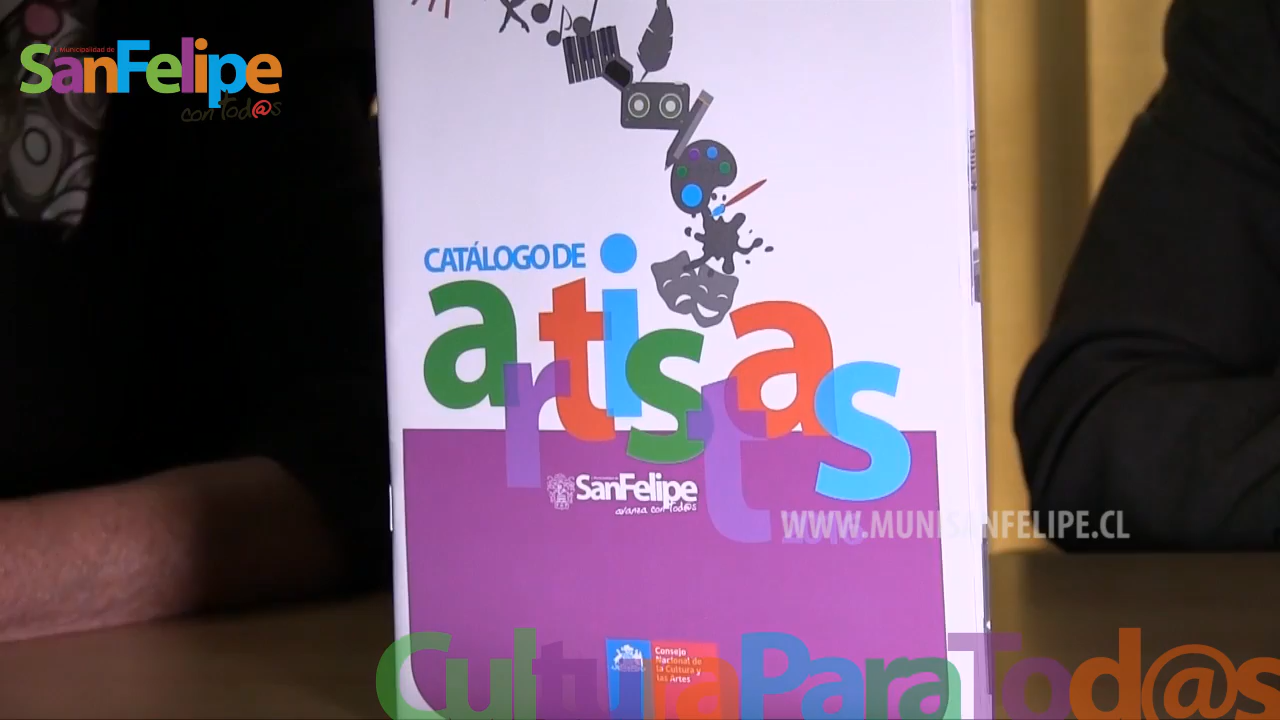 I. Municipalidad de
SanFelipe
con tod@s
CATÁLOGO DE
artistas
SanFelipe
avanza con tod@s
WWW.MUNISANFELIPE.CL
Consejo
Nacional de
la Cultura y
las Artes
CulturaParaTod@s